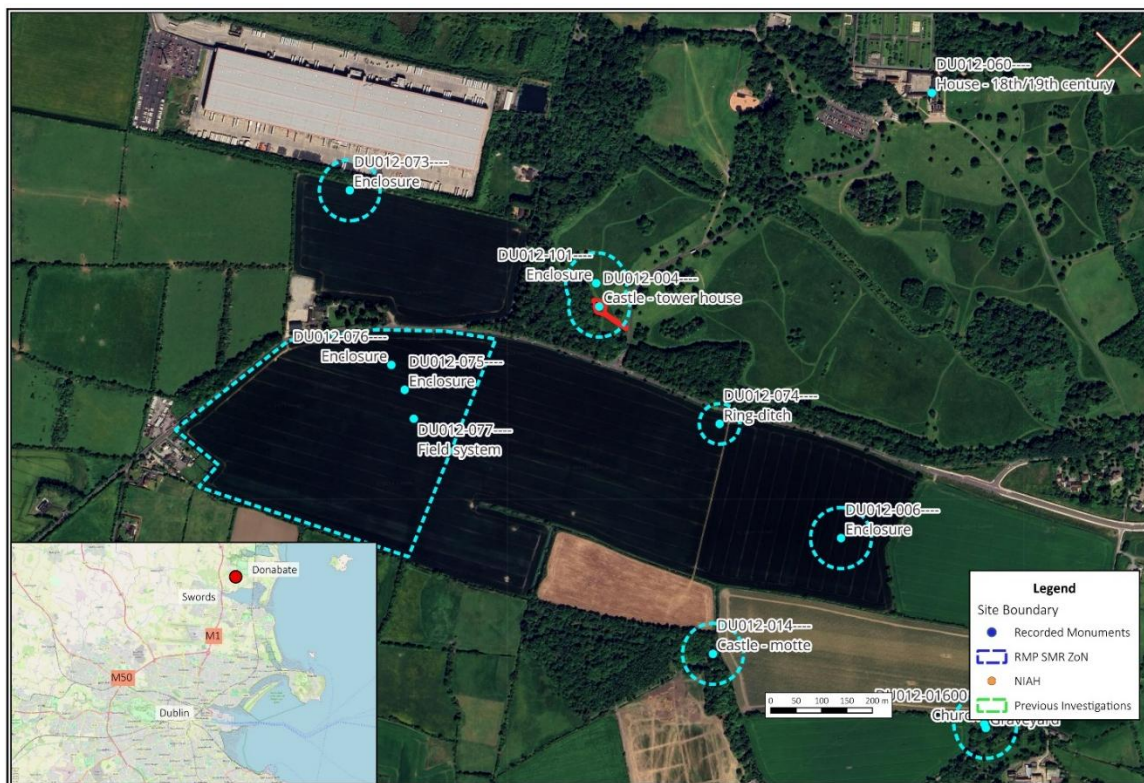 DU012-060----
House - 18th/19th century
DU012-073----
Enclosure
DU012-101----
Enclosure
DU012-004----
Castle - tower house
DU012-076----
Enclosure
DU012-075----
Enclosure
DU012-077----
Field system
DU012-074----
Ring-ditch
DU012-006----
Enclosure
DU012-014----
Castle - motte
DU012-01600
Church
Graveyard
0 50 100 150 200 m
Legend
Site Boundary
Recorded Monuments
RMP SMR ZoN
NIAH
Previous Investigations
Donabate
Swords
M1
M50
Dublin